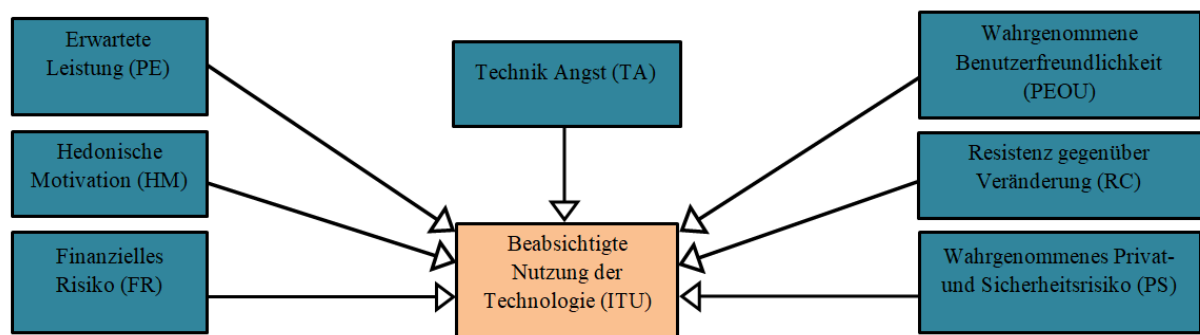 Erwartete
Leistung (PE)
Hedonische
Motivation (HM)
Finanzielles
Risiko (FR)
Technik Angst (TA)
Beabsichtigte
Nutzung der
Technologie (ITU)
Wahrgenommene
Benutzerfreundlichkeit
(PEOU)
Resistenz gegenüber
Veränderung (RC)
Wahrgenommenes Privat-
und Sicherheitsrisiko (PS)